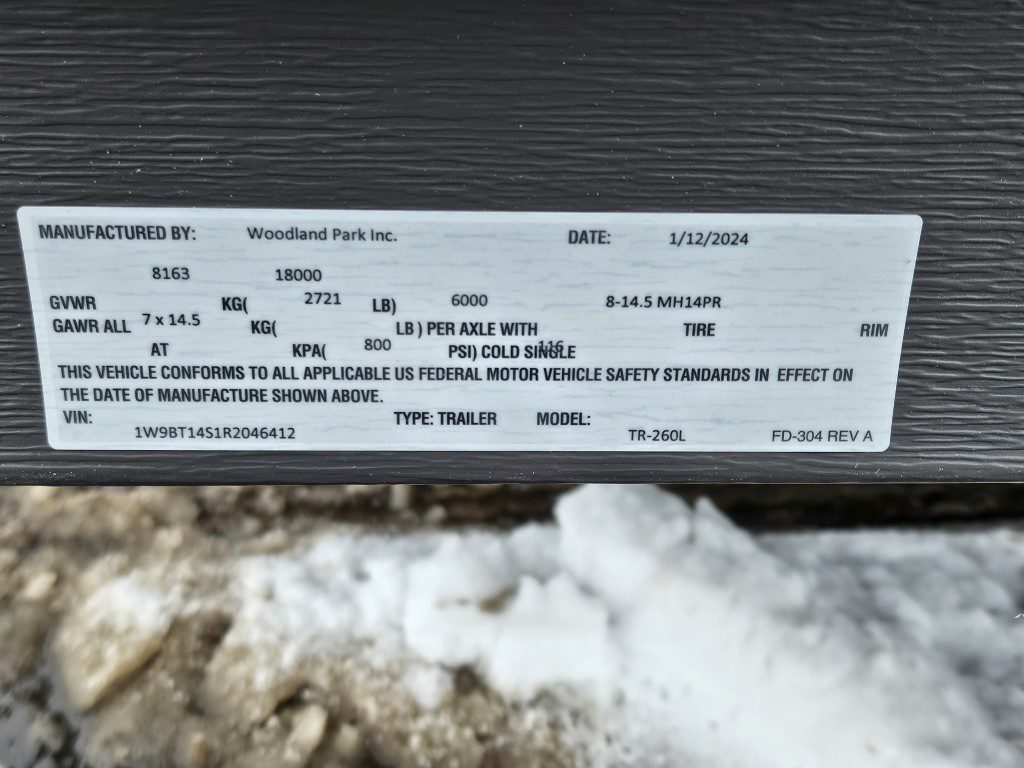 MANUFACTURED BY: Woodland Park Inc. DATE: 1/12/2024
8163 18000
GVWR KG( 2721 LB) 6000 8-14.5 MH14PR
GAWR ALL 7 x 14.5 KG( LB ) PER AXLE WITH TIRE RIM
AT KPA( 800 PSI) COLD SINGLE 116
THIS VEHICLE CONFORMS TO ALL APPLICABLE US FEDERAL MOTOR VEHICLE SAFETY STANDARDS IN EFFECT ON
THE DATE OF MANUFACTURE SHOWN ABOVE.
VIN: TYPE: TRAILER MODEL:
1W9BT14S1R2046412 TR-260L FD-304 REV A